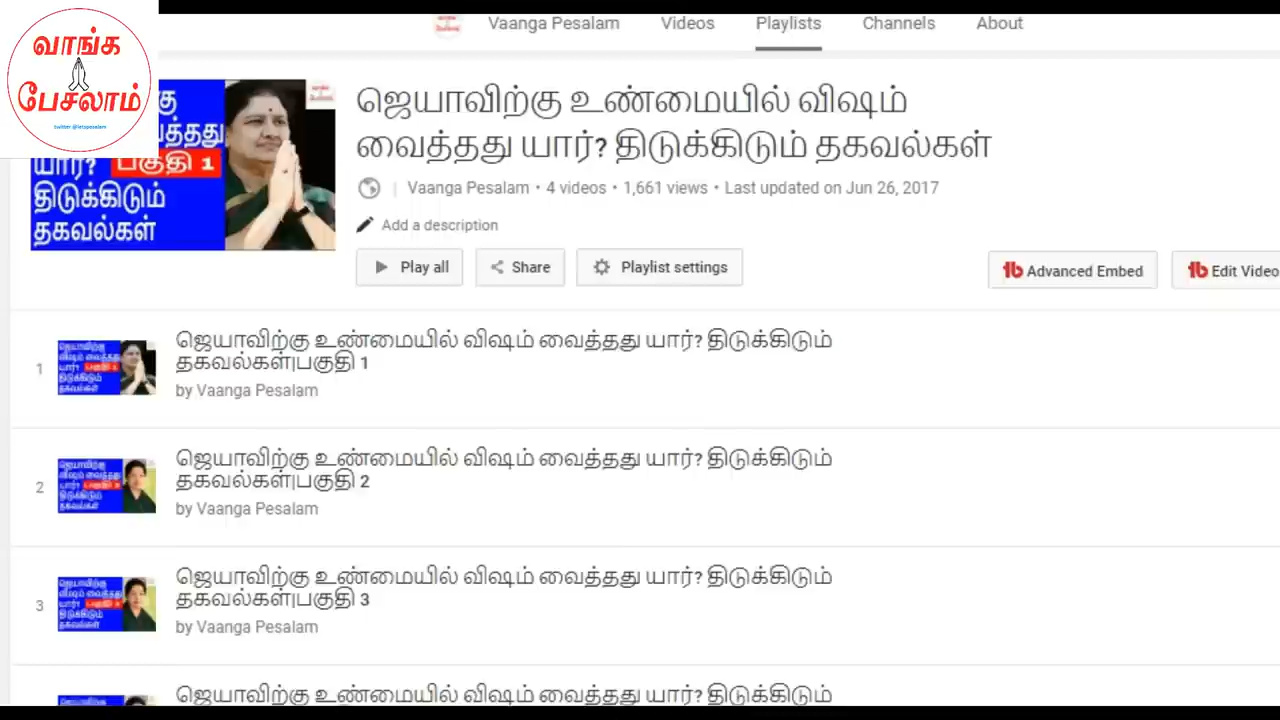 வாங்க
பேசலாம்
twitter @letzpesalam
Vaanga Pesalam Videos Playlists Channels About
யார்? பகுதி 1
திடுக்கிடும்
தகவல்கள்
ஜெயாவிற்கு உண்மையில் விஷம்
வைத்தது யார்? திடுக்கிடும் தகவல்கள்
Vaanga Pesalam • 4 videos • 1,661 views • Last updated on Jun 26, 2017
Add a description
Play all Share Playlist settings
Advanced Embed Edit Video
1
ஜெயாவிற்கு உண்மையில் விஷம் வைத்தது யார்? திடுக்கிடும்
தகவல்கள்|பகுதி 1
by Vaanga Pesalam
2
ஜெயாவிற்கு உண்மையில் விஷம் வைத்தது யார்? திடுக்கிடும்
தகவல்கள்|பகுதி 2
by Vaanga Pesalam
3
ஜெயாவிற்கு உண்மையில் விஷம் வைத்தது யார்? திடுக்கிடும்
தகவல்கள்|பகுதி 3
by Vaanga Pesalam
ஜெயாவிற்கு உண்மையில் விஷம் வைத்தது யார்? திடுக்கிடும்